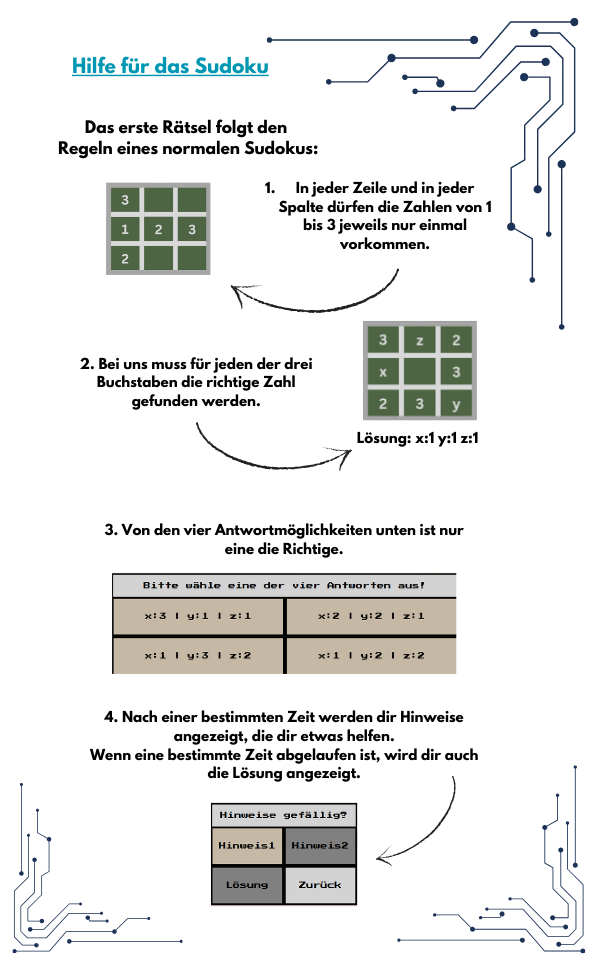 Hilfe für das Sudoku
Das erste Rätsel folgt den
Regeln eines normalen Sudokus:
1. In jeder Zeile und in jeder
Spalte dürfen die Zahlen von 1
bis 3 jeweils nur einmal
vorkommen.
3
1 2 3
2
2. Bei uns muss für jeden der drei
Buchstaben die richtige Zahl
gefunden werden.
3 z 2
x 3
2 3 y
Lösung: x:1 y:1 z:1
3. Von den vier Antwortmöglichkeiten unten ist nur
eine die Richtige.
Bitte wähle eine der vier Antworten aus!
x:3 | y:1 | z:1 x:2 | y:2 | z:1
x:1 | y:3 | z:2 x:1 | y:2 | z:2
4. Nach einer bestimmten Zeit werden dir Hinweise
angezeigt, die dir etwas helfen.
Wenn eine bestimmte Zeit abgelaufen ist, wird dir auch
die Lösung angezeigt.
Hinweise gefällig?
Hinweis1 Hinweis2
Lösung Zurück